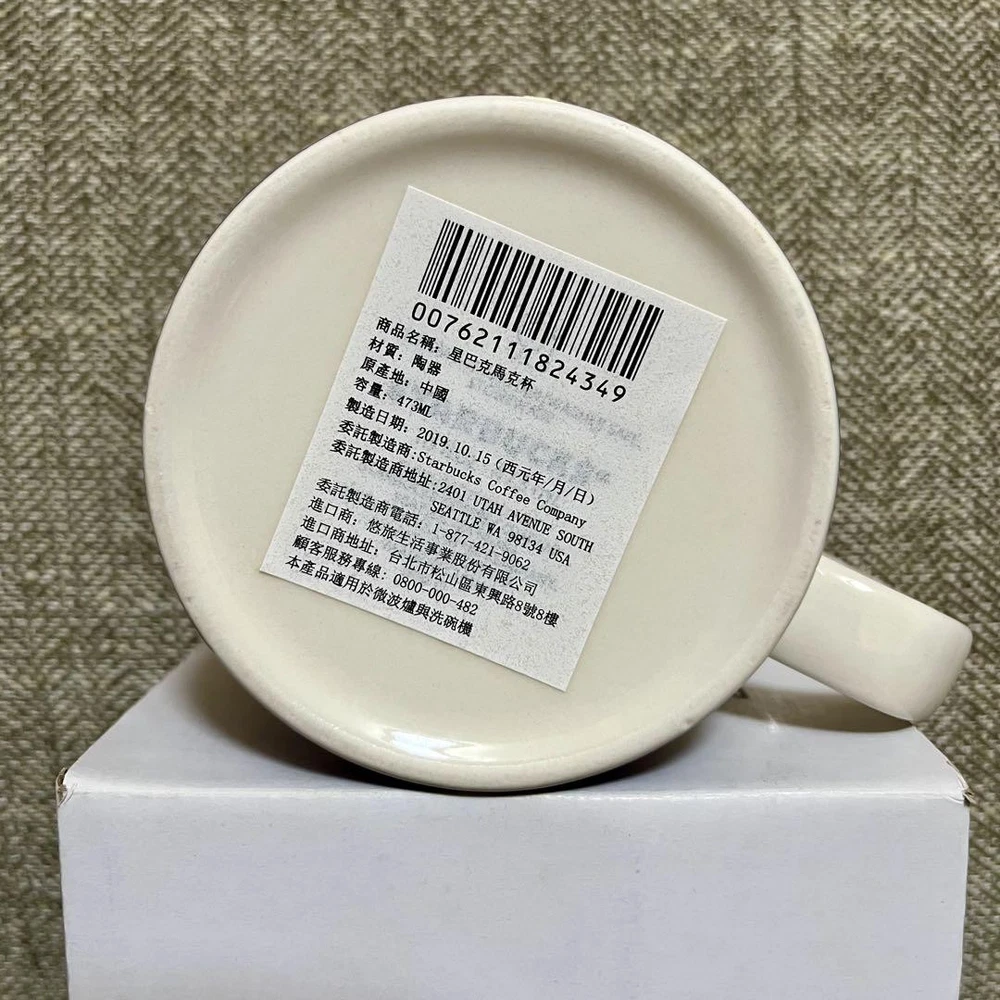 00762111824349
商品名稱: 星巴克馬克杯
材質: 陶器
原產地: 中國
容量: 473ML
製造日期: 2019.10.15 (西元年/月/日)
委託製造商:Starbucks Coffee Company
委託製造商地址:2401 UTAH AVENUE SOUTH
SEATTLE WA 98134 USA
委託製造商電話: 1-877-421-9062
進口商: 悠旅生活事業股份有限公司
進口商地址: 台北市松山區東興路8號8樓
顧客服務專線: 0800-000-482
本產品適用於微波爐與洗碗機